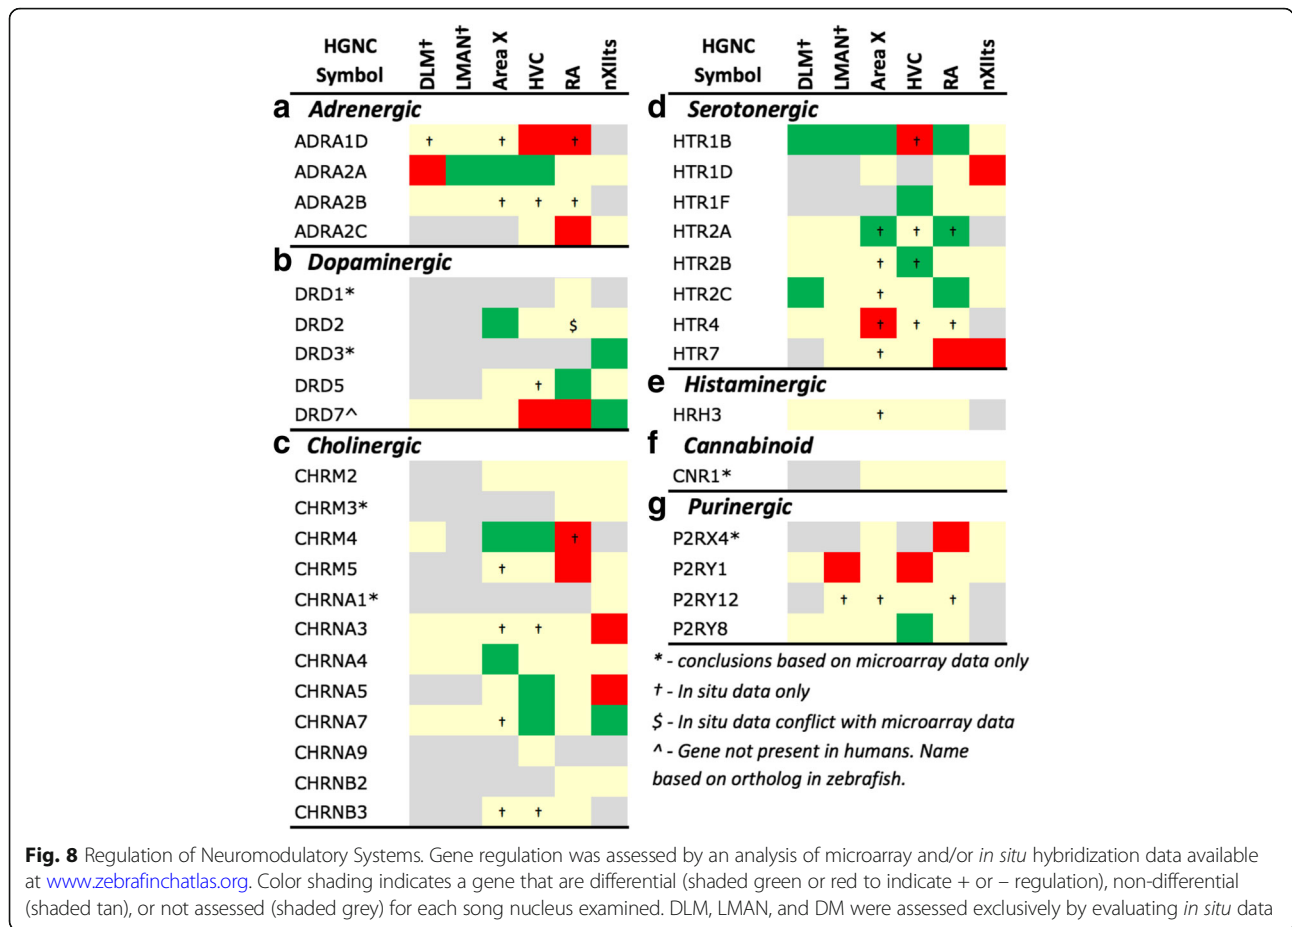 HGNC Symbol DLM† LMAN† Area X HVC RA nXIIts
a Adrenergic
ADRA1D † † †
ADRA2A
ADRA2B † † †
ADRA2C
b Dopaminergic
DRD1*
DRD2 $
DRD3*
DRD5 †
DRD7^
c Cholinergic
CHRM2
CHRM3*
CHRM4 †
CHRM5 †
CHRNA1*
CHRNA3 † †
CHRNA4
CHRNA5
CHRNA7 †
CHRNA9
CHRNB2
CHRNB3 † †
HGNC Symbol DLM† LMAN† Area X HVC RA nXIIts
d Serotonergic
HTR1B †
HTR1D
HTR1F
HTR2A † † †
HTR2B † †
HTR2C †
HTR4 † † †
HTR7 †
e Histaminergic
HRH3 †
f Cannabinoid
CNR1*
g Purinergic
P2RX4*
P2RY1
P2RY12 † † †
P2RY8
* - conclusions based on microarray data only
† - In situ data only
$ - In situ data conflict with microarray data
^ - Gene not present in humans. Name
based on ortholog in zebrafish.
Fig. 8 Regulation of Neuromodulatory Systems. Gene regulation was assessed by an analysis of microarray and/or in situ hybridization data available
at www.zebrafinchatlas.org. Color shading indicates a gene that are differential (shaded green or red to indicate + or – regulation), non-differential
(shaded tan), or not assessed (shaded grey) for each song nucleus examined. DLM, LMAN, and DM were assessed exclusively by evaluating in situ data